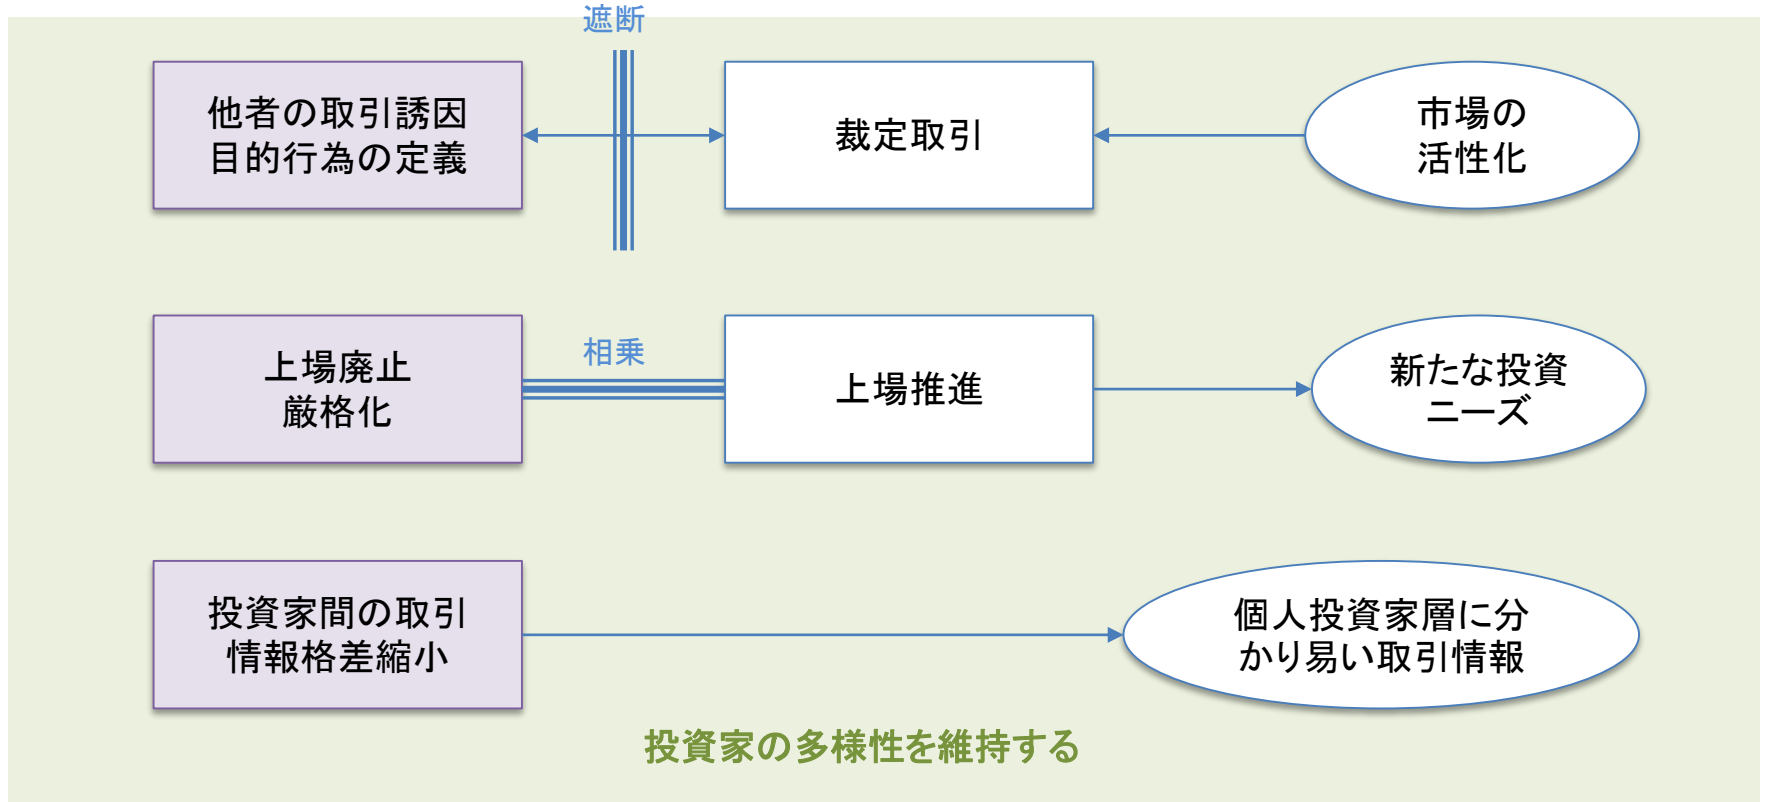 遮断
他者の取引誘因
目的行為の定義
裁定取引
市場の
活性化
相乗
上場廃止
厳格化
上場推進
新たな投資
ニーズ
投資家間の取引
情報格差縮小
個人投資家層に分
かり易い取引情報
投資家の多様性を維持する